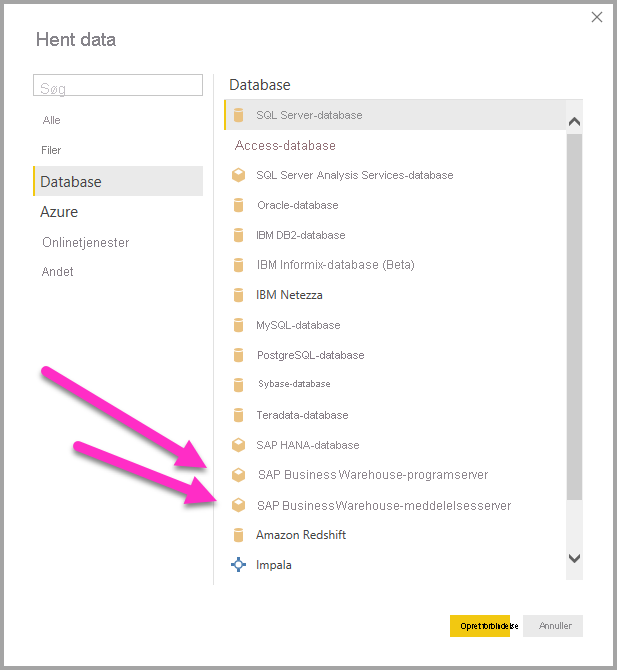 Hent data
Søg
Alle
Filer
Database
Azure
Onlinetjenester
Andet
Database
SQL Server-database
Access-database
SQL Server Analysis Services-database
Oracle-database
IBM DB2-database
IBM Informix-database (Beta)
IBM Netezza
MySQL-database
PostgreSQL-database
Sybase-database
Teradata-database
SAP HANA-database
SAP Business Warehouse-programserver
SAP BusinessWarehouse-meddelelsesserver
Amazon Redshift
Impala
Opret forbindelse
Annuller